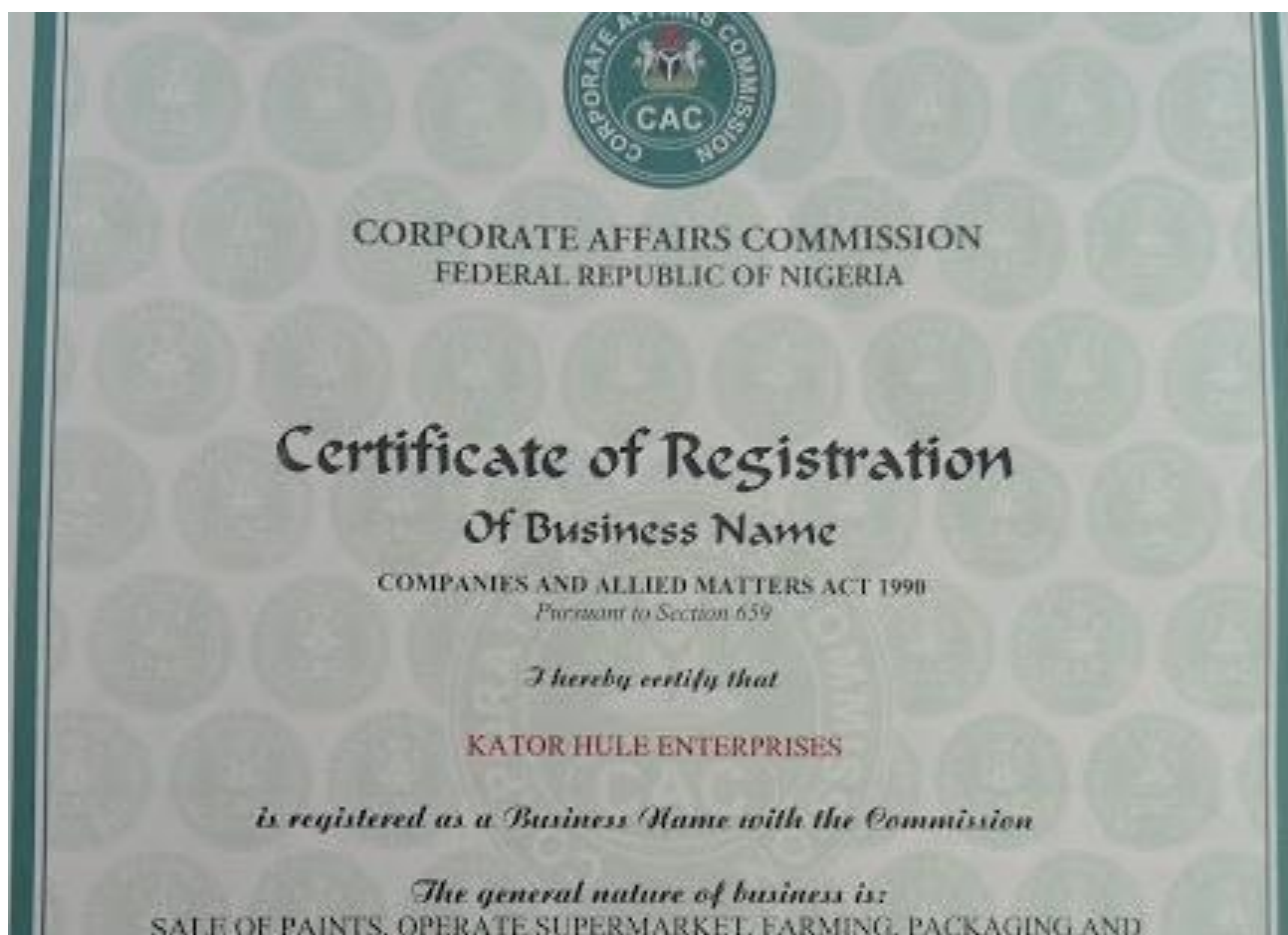 CORPORATE AFFAIRS COMMISSION
CAC
CORPORATE AFFAIRS COMMISSION
FEDERAL REPUBLIC OF NIGERIA
Certificate of Registration
Of Business Name
COMPANIES AND ALLIED MATTERS ACT 1990
Pursuant to Section 659
I hereby certify that
KATOR HULE ENTERPRISES
is registered as a Business Name with the Commission
The general nature of business is:
SALE OF PAINTS, OPERATE SUPERMARKET, FARMING, PACKAGING AND